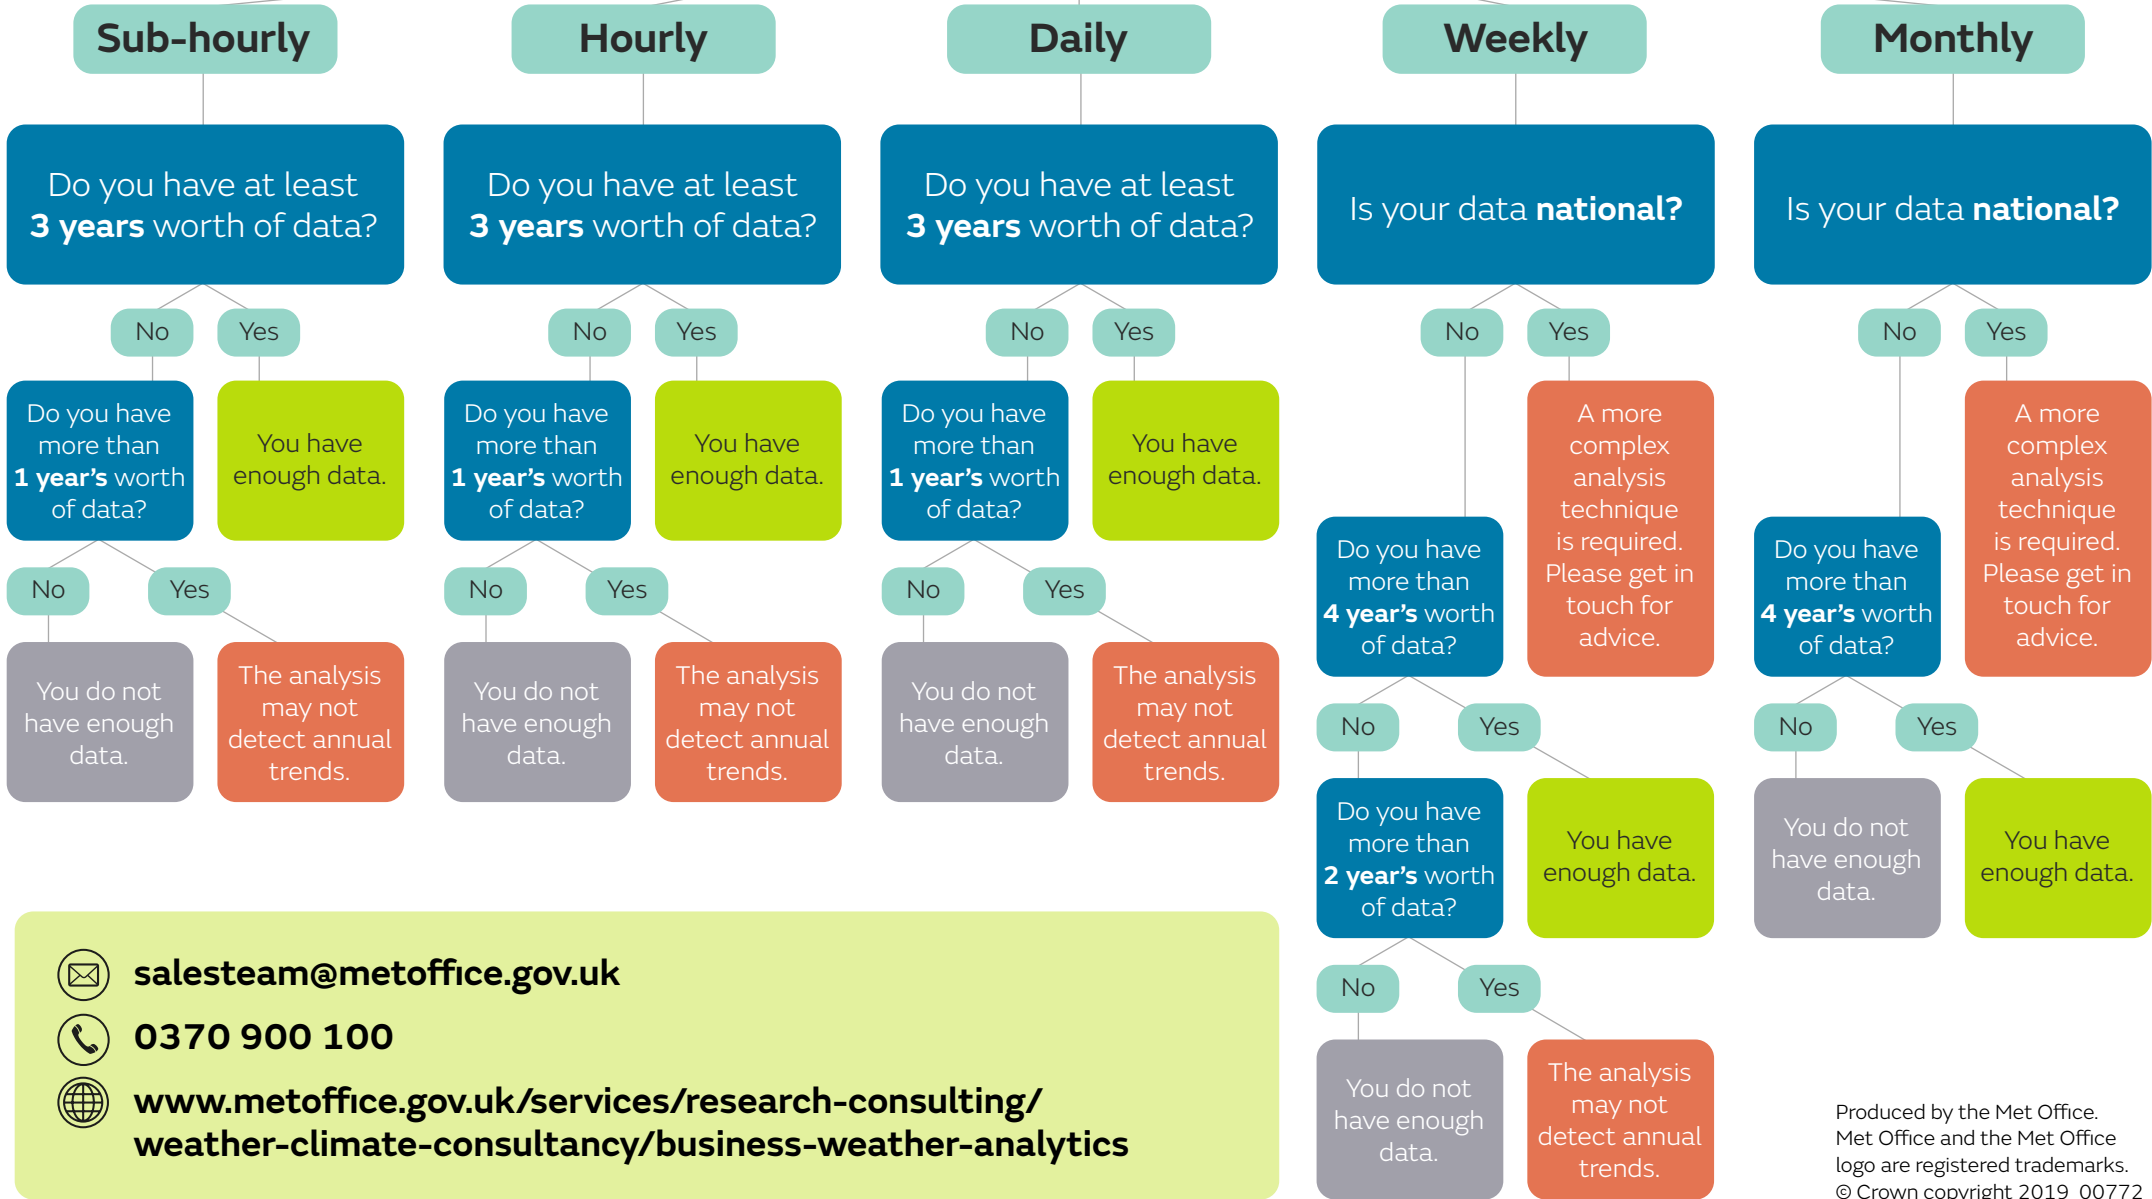 Sub-hourly
Hourly
Daily
Weekly
Monthly
Do you have at least
3 years worth of data?
Do you have at least
3 years worth of data?
Do you have at least
3 years worth of data?
Is your data national?
Is your data national?
No
Yes
No
Yes
No
Yes
No
Yes
No
Yes
Do you have
more than
1 year's worth
of data?
You have
enough data.
Do you have
more than
1 year's worth
of data?
You have
enough data.
Do you have
more than
1 year's worth
of data?
You have
enough data.
A more
complex
analysis
technique
is required.
Please get in
touch for
advice.
A more
complex
analysis
technique
is required.
Please get in
touch for
advice.
Do you have
more than
4 year's worth
of data?
Do you have
more than
4 year's worth
of data?
No
Yes
No
Yes
No
Yes
You do not
have enough
data.
The analysis
may not
detect annual
trends.
You do not
have enough
data.
The analysis
may not
detect annual
trends.
You do not
have enough
data.
The analysis
may not
detect annual
trends.
No
Yes
No
Yes
Do you have
more than
2 year's worth
of data?
You have
enough data.
You do not
have enough
data.
You have
enough data.
No
Yes
You do not
have enough
data.
The analysis
may not
detect annual
trends.
salesteam@metoffice.gov.uk
0370 900 100
www.metoffice.gov.uk/services/research-consulting/
weather-climate-consultancy/business-weather-analytics
Produced by the Met Office.
Met Office and the Met Office
logo are registered trademarks.
© Crown copyright 2019 00772